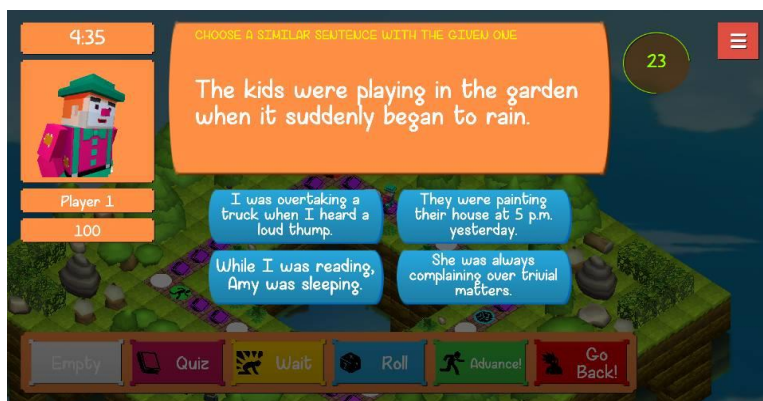 4:35
CHOOSE A SIMILAR SENTENCE WITH THE GIVEN ONE
23
The kids were playing in the garden
when it suddenly began to rain.
Player 1
100
I was overtaking a
truck when I heard a
loud thump.
They were painting
their house at 5 p.m.
yesterday.
While I was reading,
Amy was sleeping.
She was always
complaining over trivial
matters.
Empty
Quiz
Wait
Roll
Advance!
Go
Back!